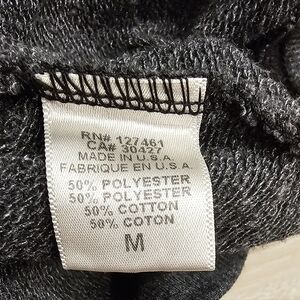 RN# 127461
CA# 30427
MADE IN U.S.A.
FABRIQUE EN U.S.A
50% POLYESTER
50% POLYESTER
50% COTTON
50% COTON
M